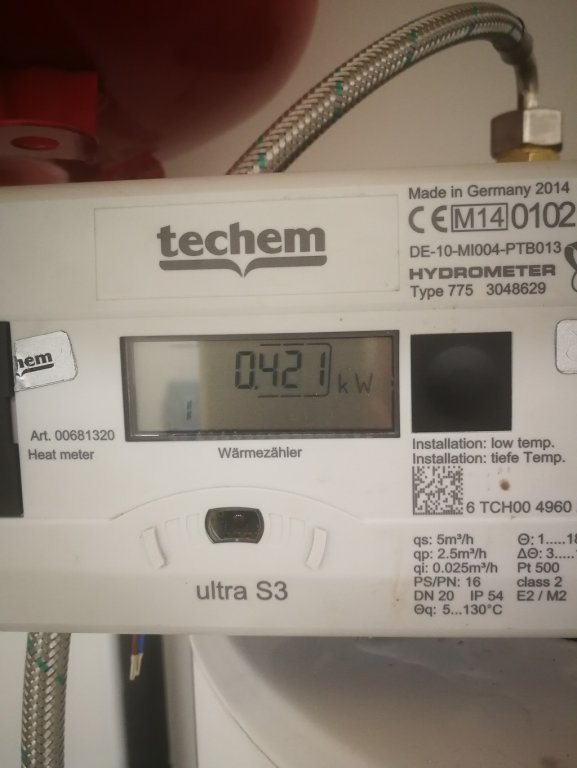 Made in Germany 2014
CE M14 0102
DE-10-MI004-PTB013
HYDROMETER
Type 775 3048629
techem
0.421 kW
Art. 00681320
Heat meter
Wärmezähler
Installation: low temp.
Installation: tiefe Temp.
6 TCH00 4960
ultra S3
qs: 5m³/h
qp: 2.5m³/h
qi: 0.025m³/h
PS/PN: 16
DN 20 IP 54
Θq: 5...130°C
Θ: 1.....
ΔΘ: 3....
Pt 500
class 2
E2 / M2